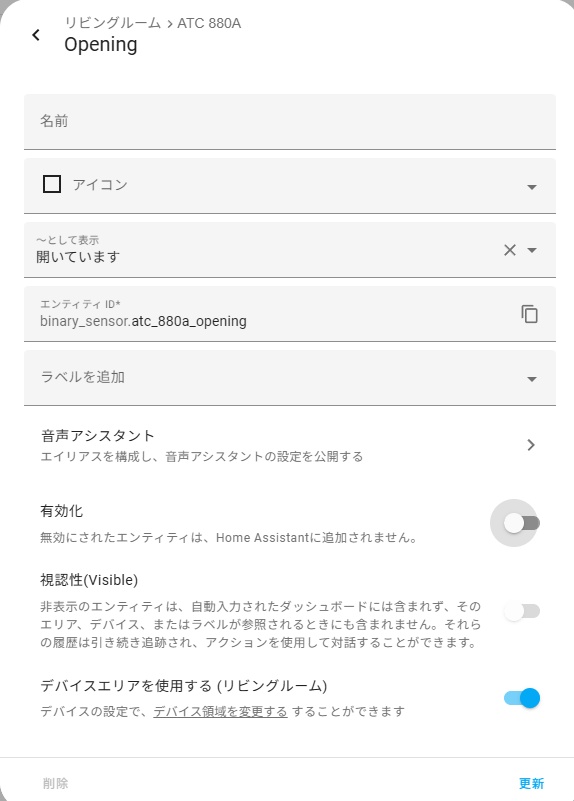 リビングルーム > ATC 880A
Opening
名前
アイコン
〜として表示
開いています
エンティティ ID*
binary_sensor.atc_880a_opening
ラベルを追加
音声アシスタント
エイリアスを構成し、音声アシスタントの設定を公開する
有効化
無効にされたエンティティは、Home Assistantに追加されません。
視認性(Visible)
非表示のエンティティは、自動入力されたダッシュボードには含まれず、その
エリア、デバイス、またはラベルが参照されるときにも含まれません。それら
の履歴は引き続き追跡され、アクションを使用して対話することができます。
デバイスエリアを使用する (リビングルーム)
デバイスの設定で、デバイス領域を変更する することができます
削除
更新